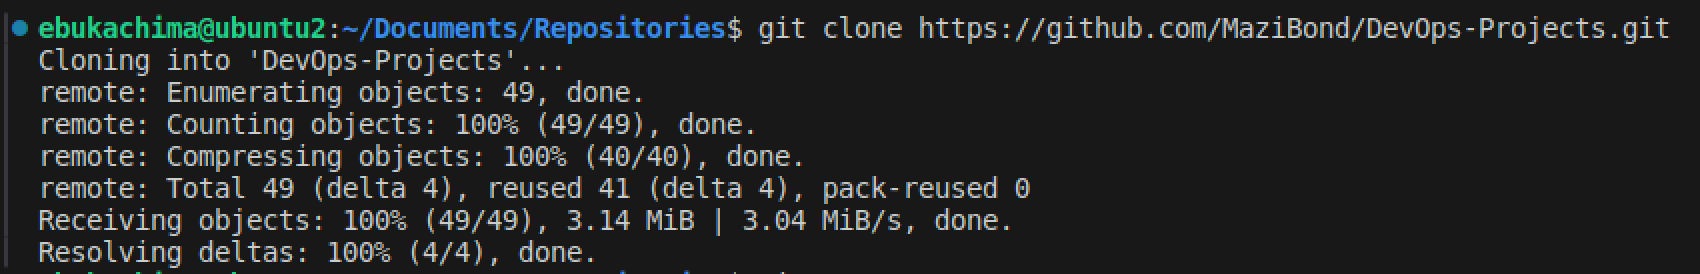 ebukachima@ubuntu2:~/Documents/Repositories$ git clone https://github.com/MaziBond/DevOps-Projects.git
Cloning into 'DevOps-Projects'...
remote: Enumerating objects: 49, done.
remote: Counting objects: 100% (49/49), done.
remote: Compressing objects: 100% (40/40), done.
remote: Total 49 (delta 4), reused 41 (delta 4), pack-reused 0
Receiving objects: 100% (49/49), 3.14 MiB | 3.04 MiB/s, done.
Resolving deltas: 100% (4/4), done.